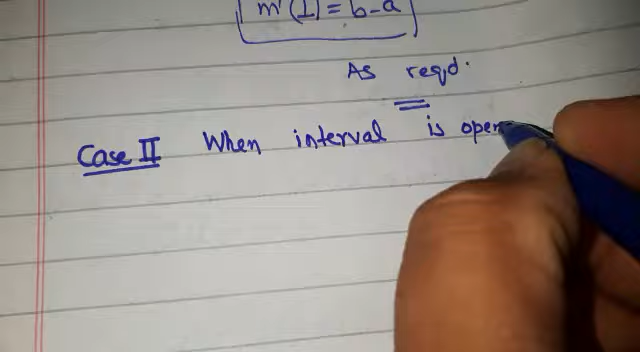 m*(I) = b-a
As reqd.
Case II When interval is open